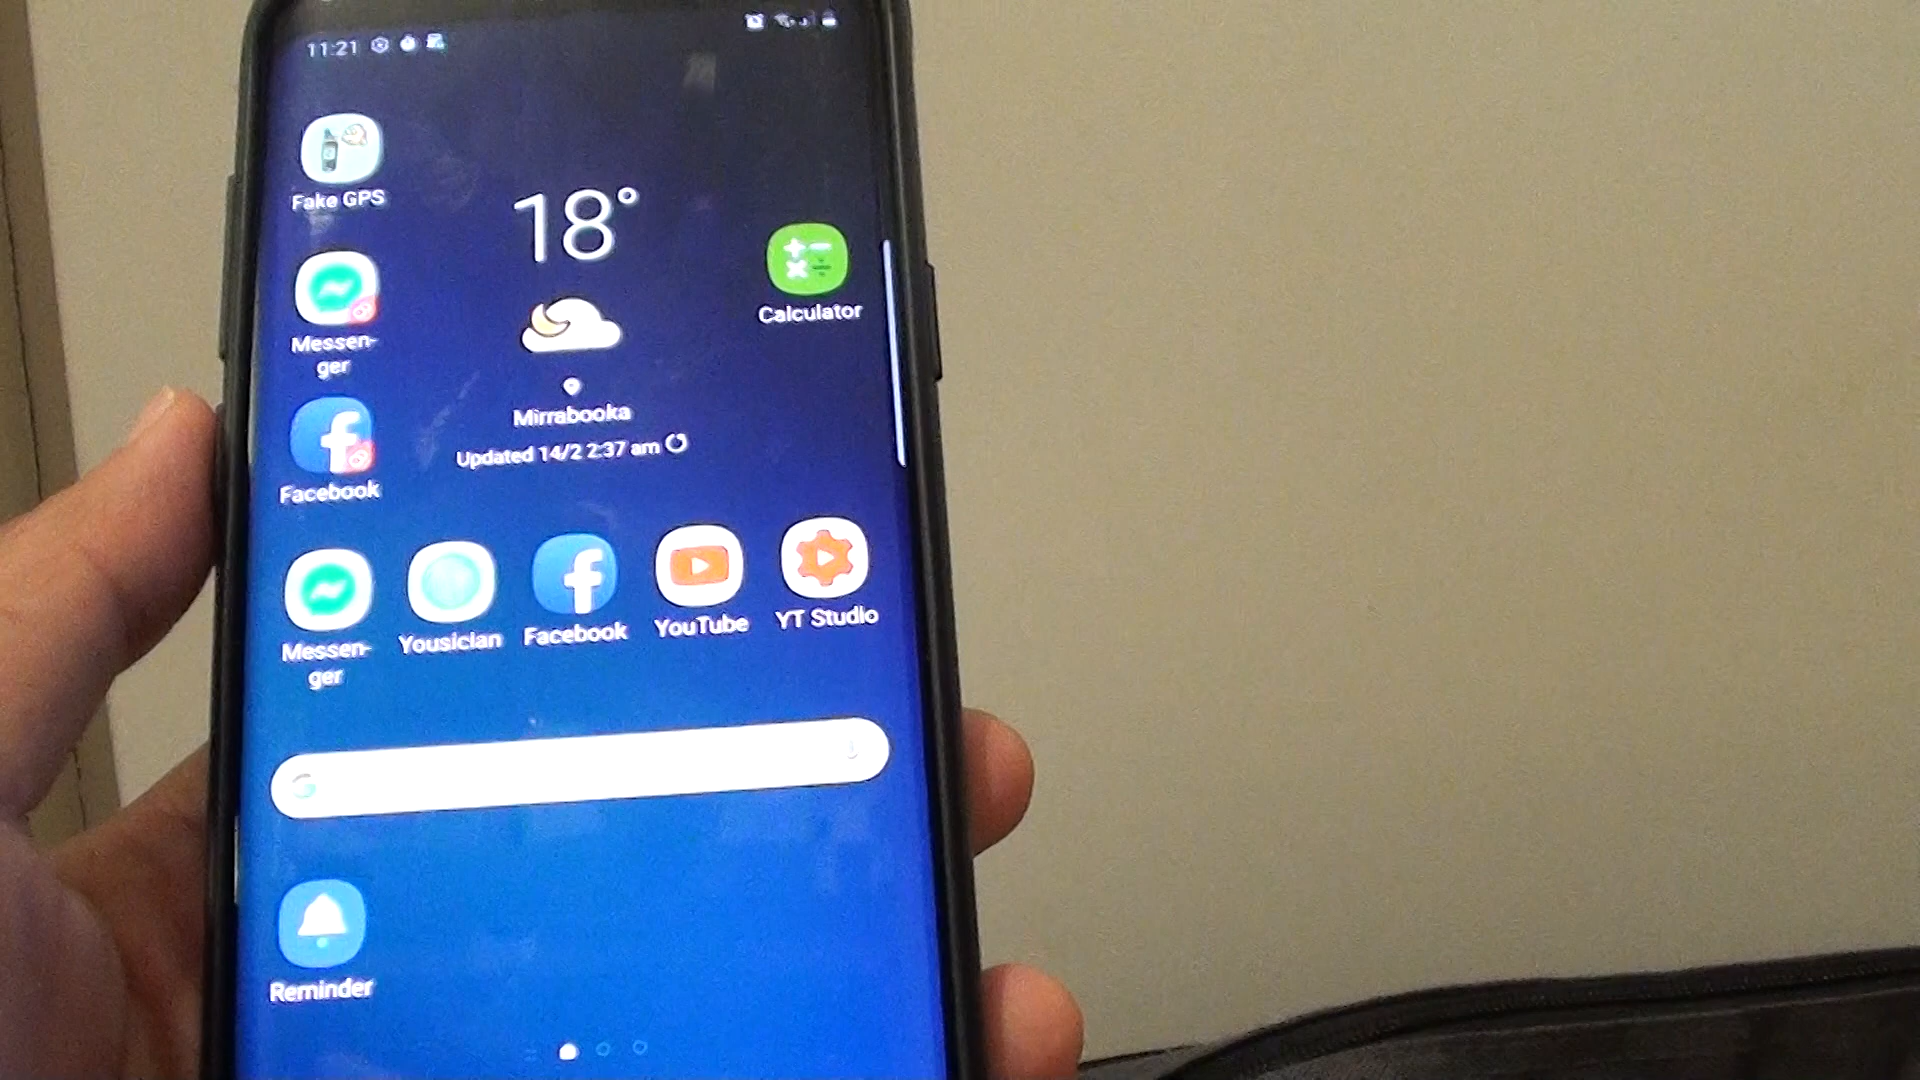 11:21
Fake GPS
18°
Calculator
Messen-
ger
Mirrabooka
Updated 14/2 2:37 am
Facebook
Messen-
ger
Yousician
Facebook
YouTube
YT Studio
G
Reminder